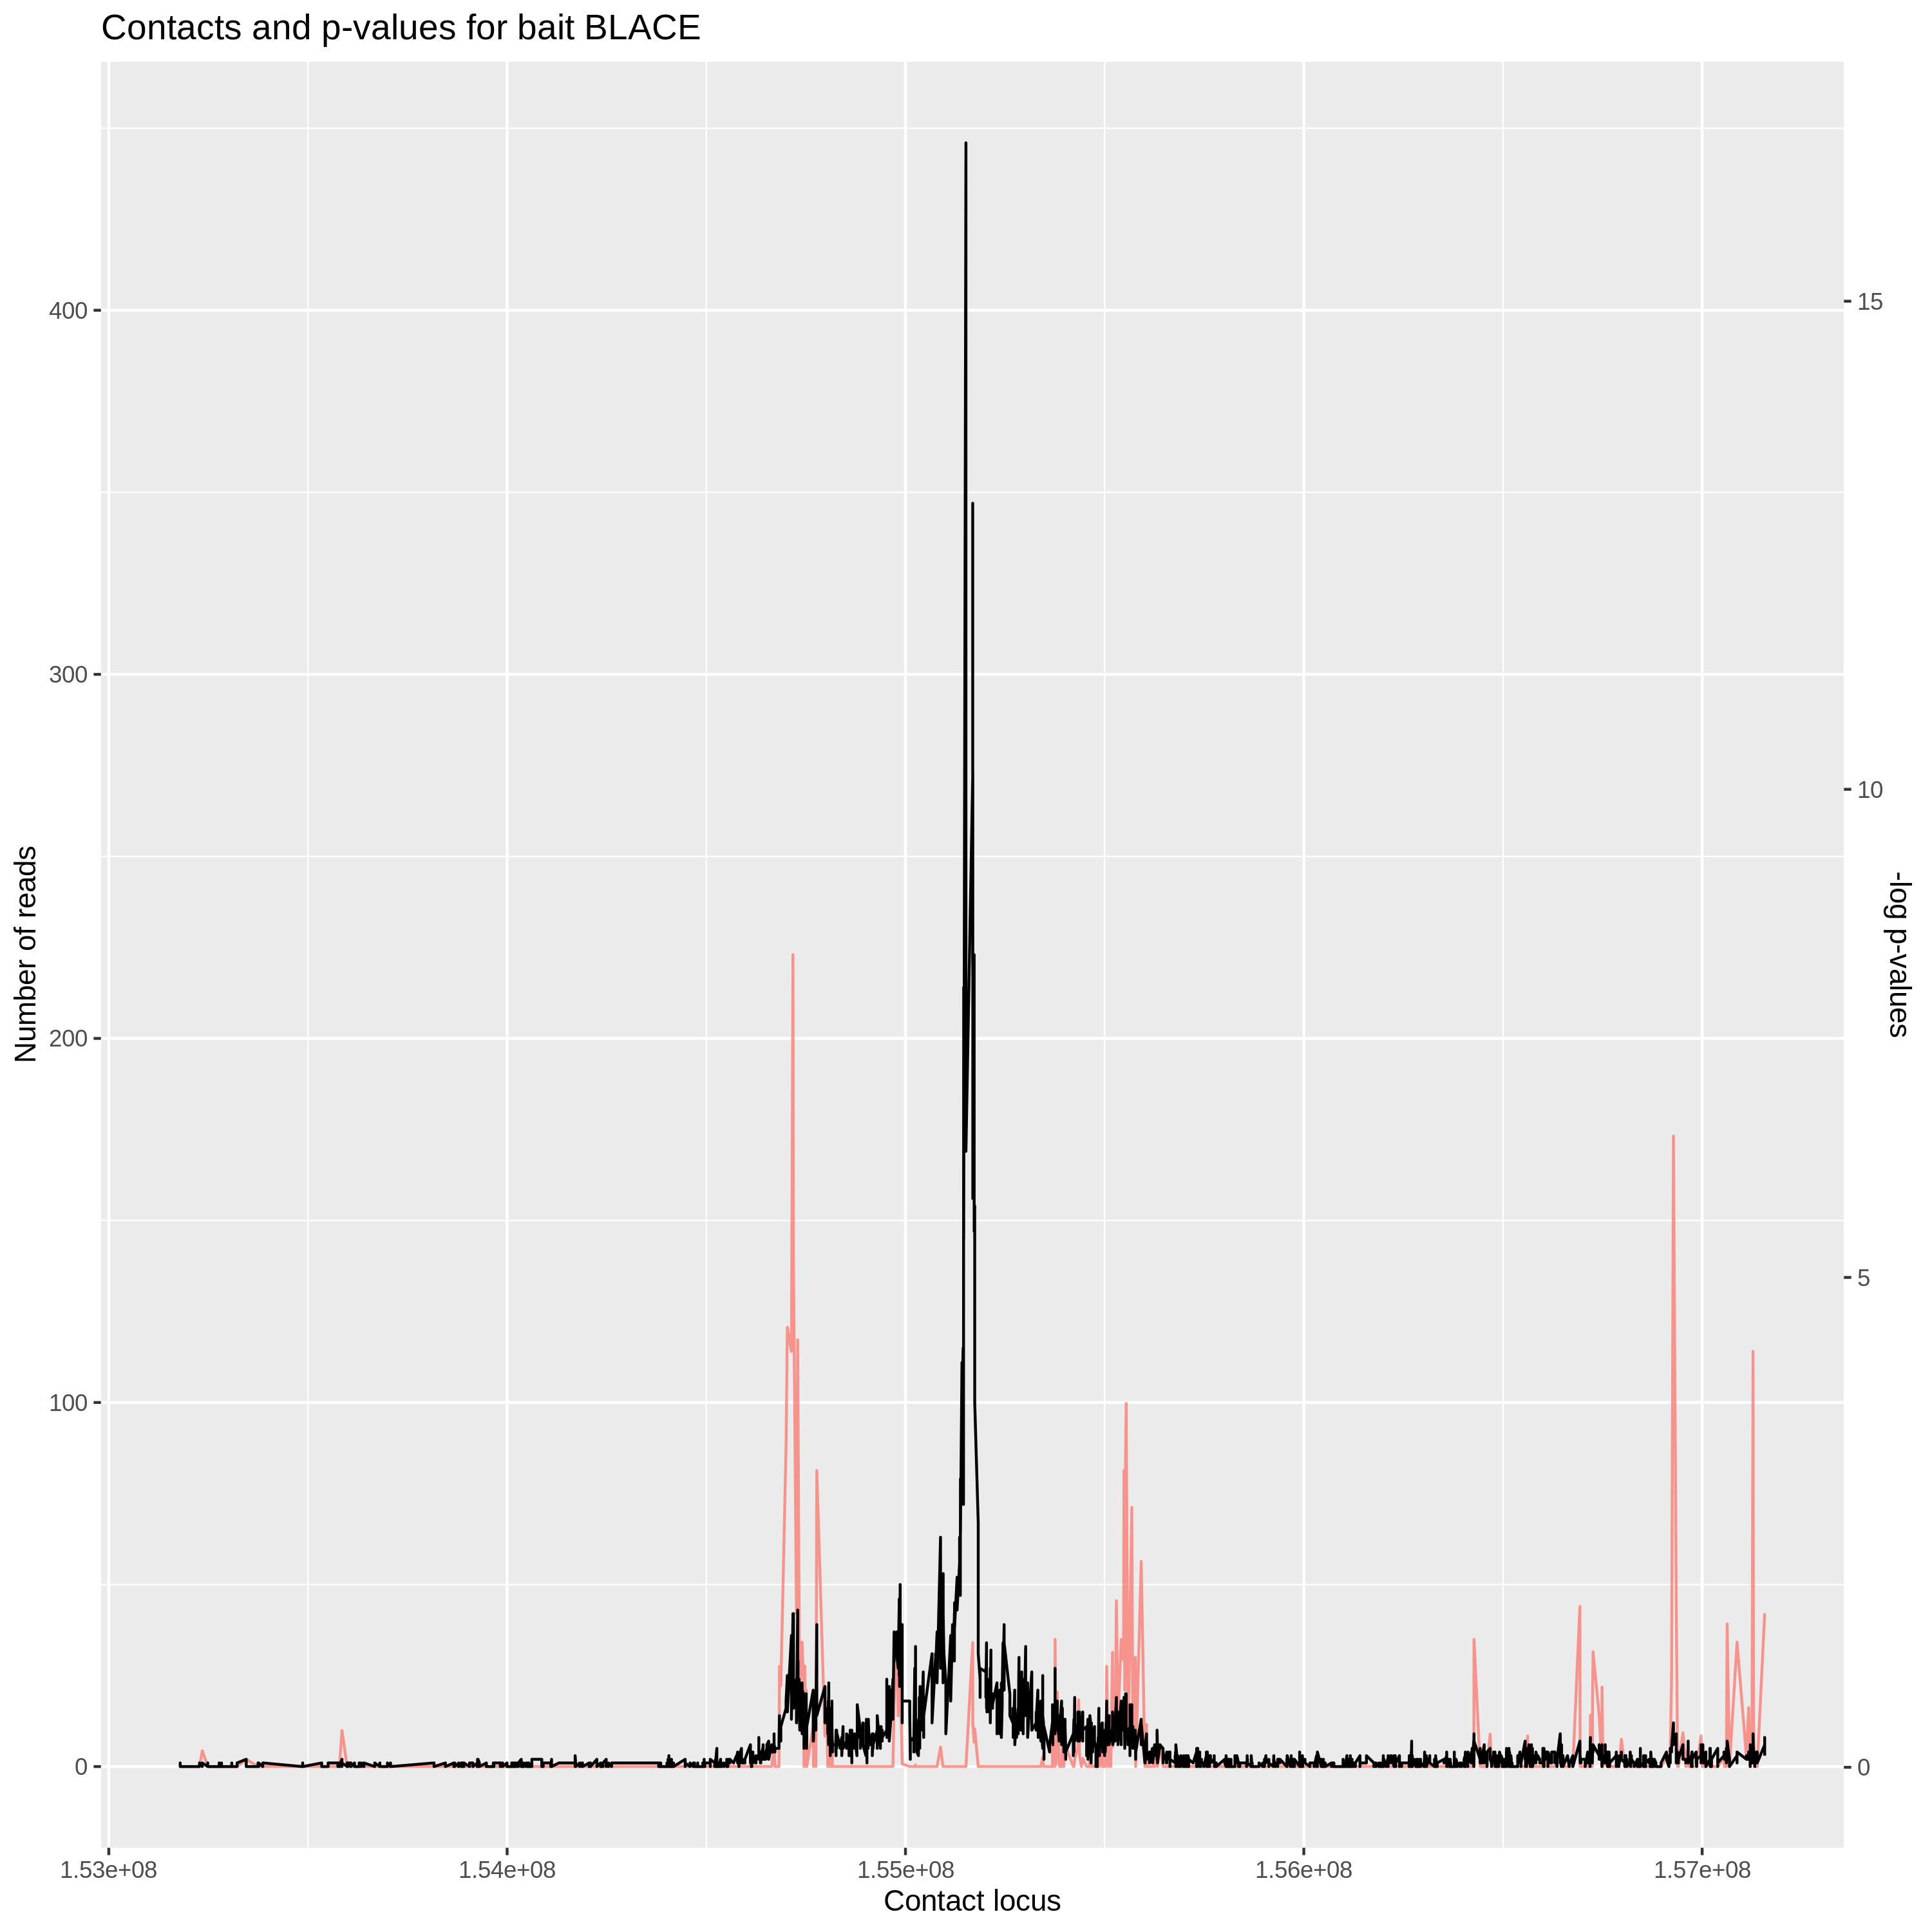 Contacts and p-values for bait BLACE
Number of reads
400
300
200
100
0
15
10
5
0
-log p-values
1.53e+08
1.54e+08
1.55e+08
1.56e+08
1.57e+08
Contact locus